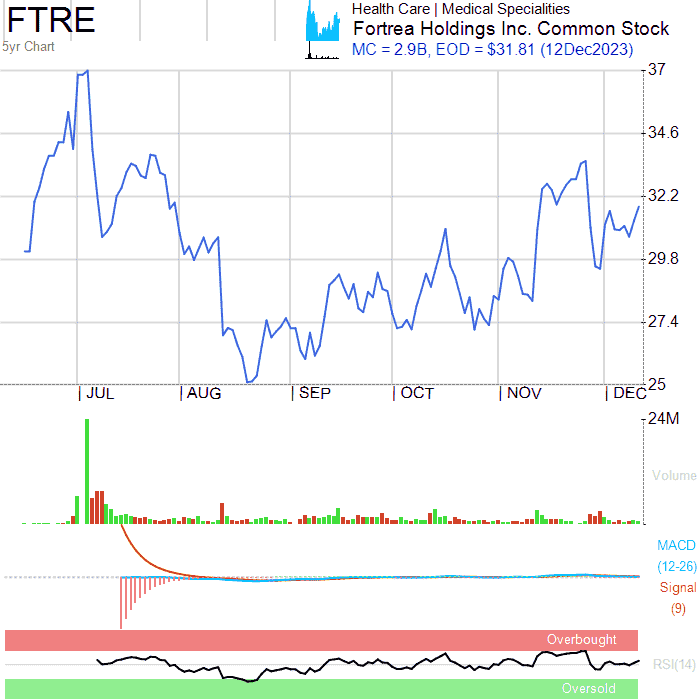 FTRE
5yr Chart
Health Care | Medical Specialities
Fortrea Holdings Inc. Common Stock
MC = 2.9B, EOD = $31.81 (12Dec2023)
37
34.6
32.2
29.8
27.4
25
JUL AUG SEP OCT NOV DEC
24M
Volume
MACD
(12-26)
Signal
(9)
Overbought
RSI(14)
Oversold